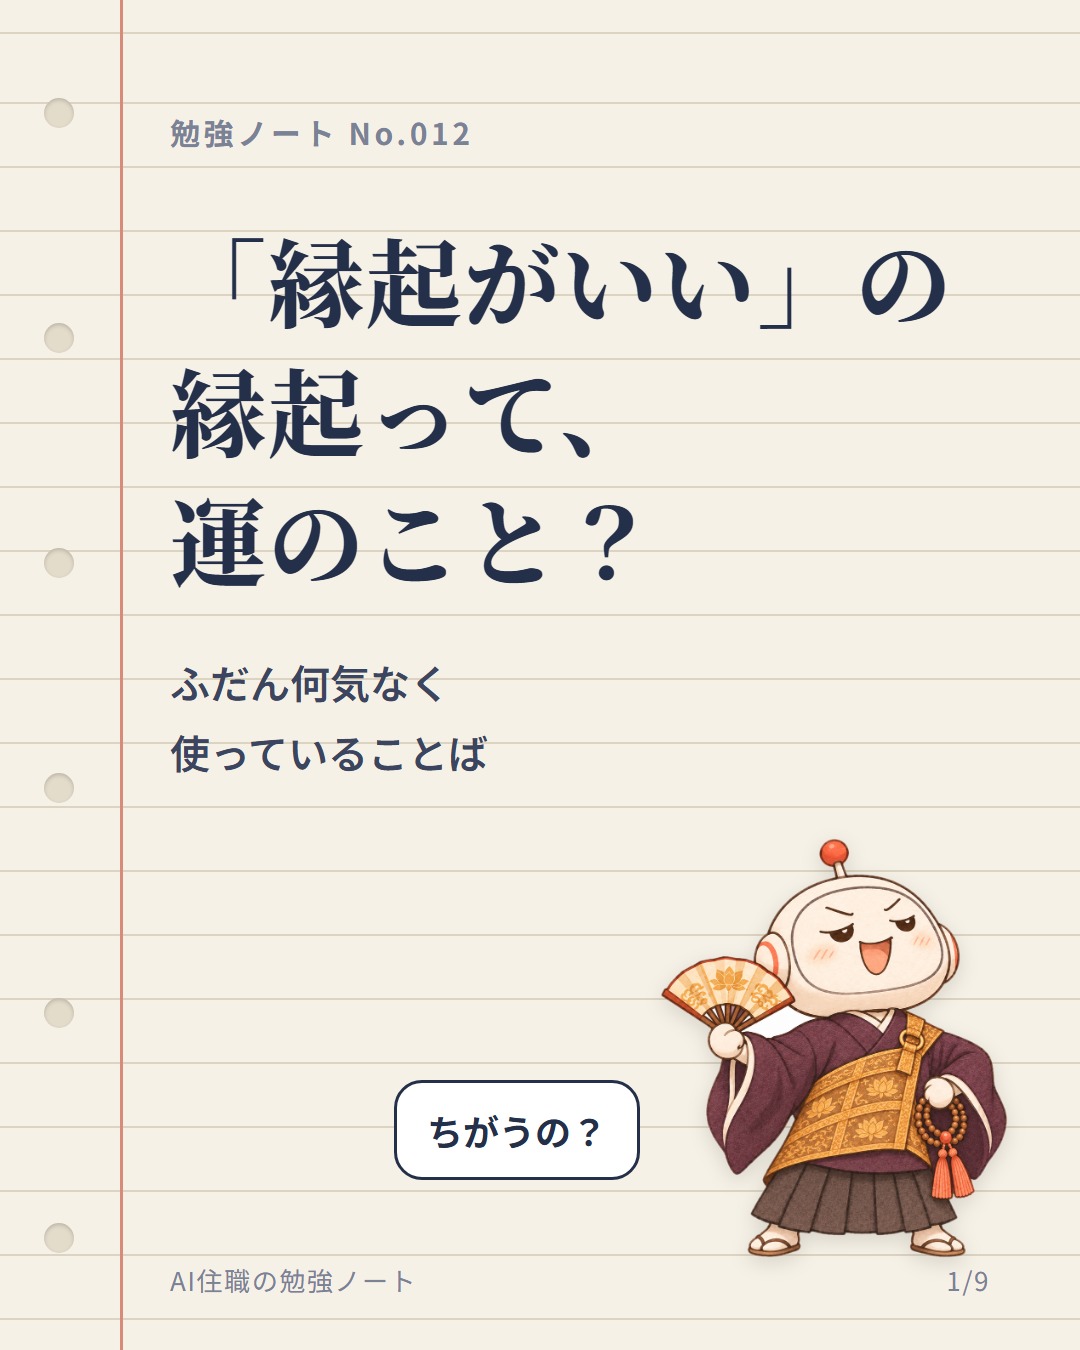 勉強ノート No.012
「縁起がいい」の
縁起って、
運のこと？
ふだん何気なく
使っていることば
ちがうの？
AI住職の勉強ノート
1/9